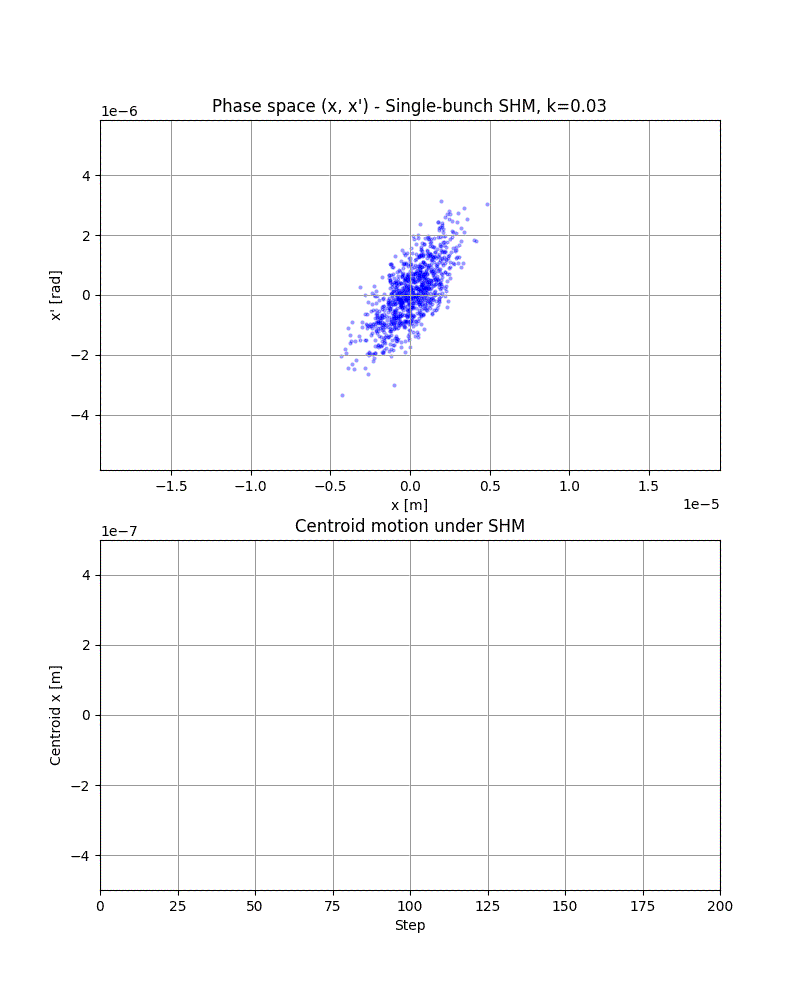 Phase space (x, x') - Single-bunch SHM, k=0.03
1e−6
4
2
0
−2
−4
x' [rad]
−1.5 −1.0 −0.5 0.0 0.5 1.0 1.5
x [m]
1e−5
Centroid motion under SHM
1e−7
4
2
0
−2
−4
Centroid x [m]
0 25 50 75 100 125 150 175 200
Step